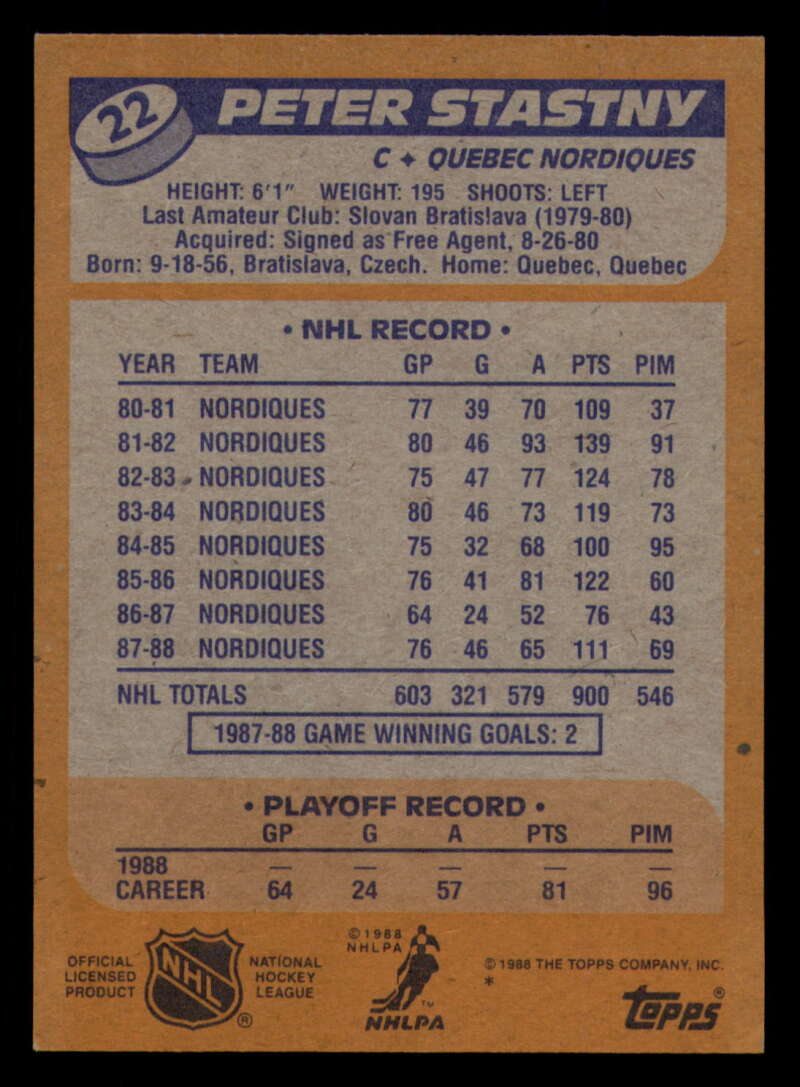 22
PETER STASTNY
C ✦ QUEBEC NORDIQUES
HEIGHT: 6'1" WEIGHT: 195 SHOOTS: LEFT
Last Amateur Club: Slovan Bratislava (1979-80)
Acquired: Signed as Free Agent, 8-26-80
Born: 9-18-56, Bratislava, Czech. Home: Quebec, Quebec
• NHL RECORD •
YEAR TEAM GP G A PTS PIM
80-81 NORDIQUES 77 39 70 109 37
81-82 NORDIQUES 80 46 93 139 91
82-83 NORDIQUES 75 47 77 124 78
83-84 NORDIQUES 80 46 73 119 73
84-85 NORDIQUES 75 32 68 100 95
85-86 NORDIQUES 76 41 81 122 60
86-87 NORDIQUES 64 24 52 76 43
87-88 NORDIQUES 76 46 65 111 69
NHL TOTALS 603 321 579 900 546
1987-88 GAME WINNING GOALS: 2
• PLAYOFF RECORD •
GP G A PTS PIM
1988 — — — — —
CAREER 64 24 57 81 96
OFFICIAL
LICENSED
PRODUCT
NHL
®
NATIONAL
HOCKEY
LEAGUE
©1988
NHLPA
TM
NHLPA
©1988 THE TOPPS COMPANY, INC.
*
Topps®